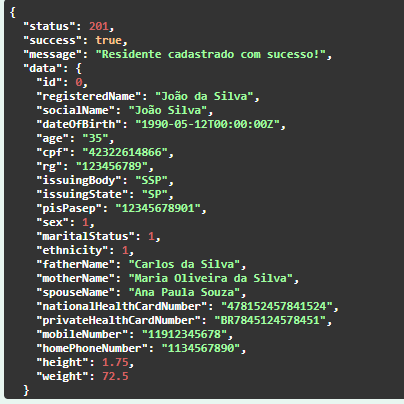 {
"status": 201,
"success": true,
"message": "Residente cadastrado com sucesso!",
"data": {
"id": 0,
"registeredName": "João da Silva",
"socialName": "João Silva",
"dateOfBirth": "1990-05-12T00:00:00Z",
"age": "35",
"cpf": "42322614866",
"rg": "123456789",
"issuingBody": "SSP",
"issuingState": "SP",
"pisPasep": "12345678901",
"sex": 1,
"maritalStatus": 1,
"ethnicity": 1,
"fatherName": "Carlos da Silva",
"motherName": "Maria Oliveira da Silva",
"spouseName": "Ana Paula Souza",
"nationalHealthCardNumber": "478152457841524",
"privateHealthCardNumber": "BR7845124578451",
"mobileNumber": "11912345678",
"homePhoneNumber": "1134567890",
"height": 1.75,
"weight": 72.5
}